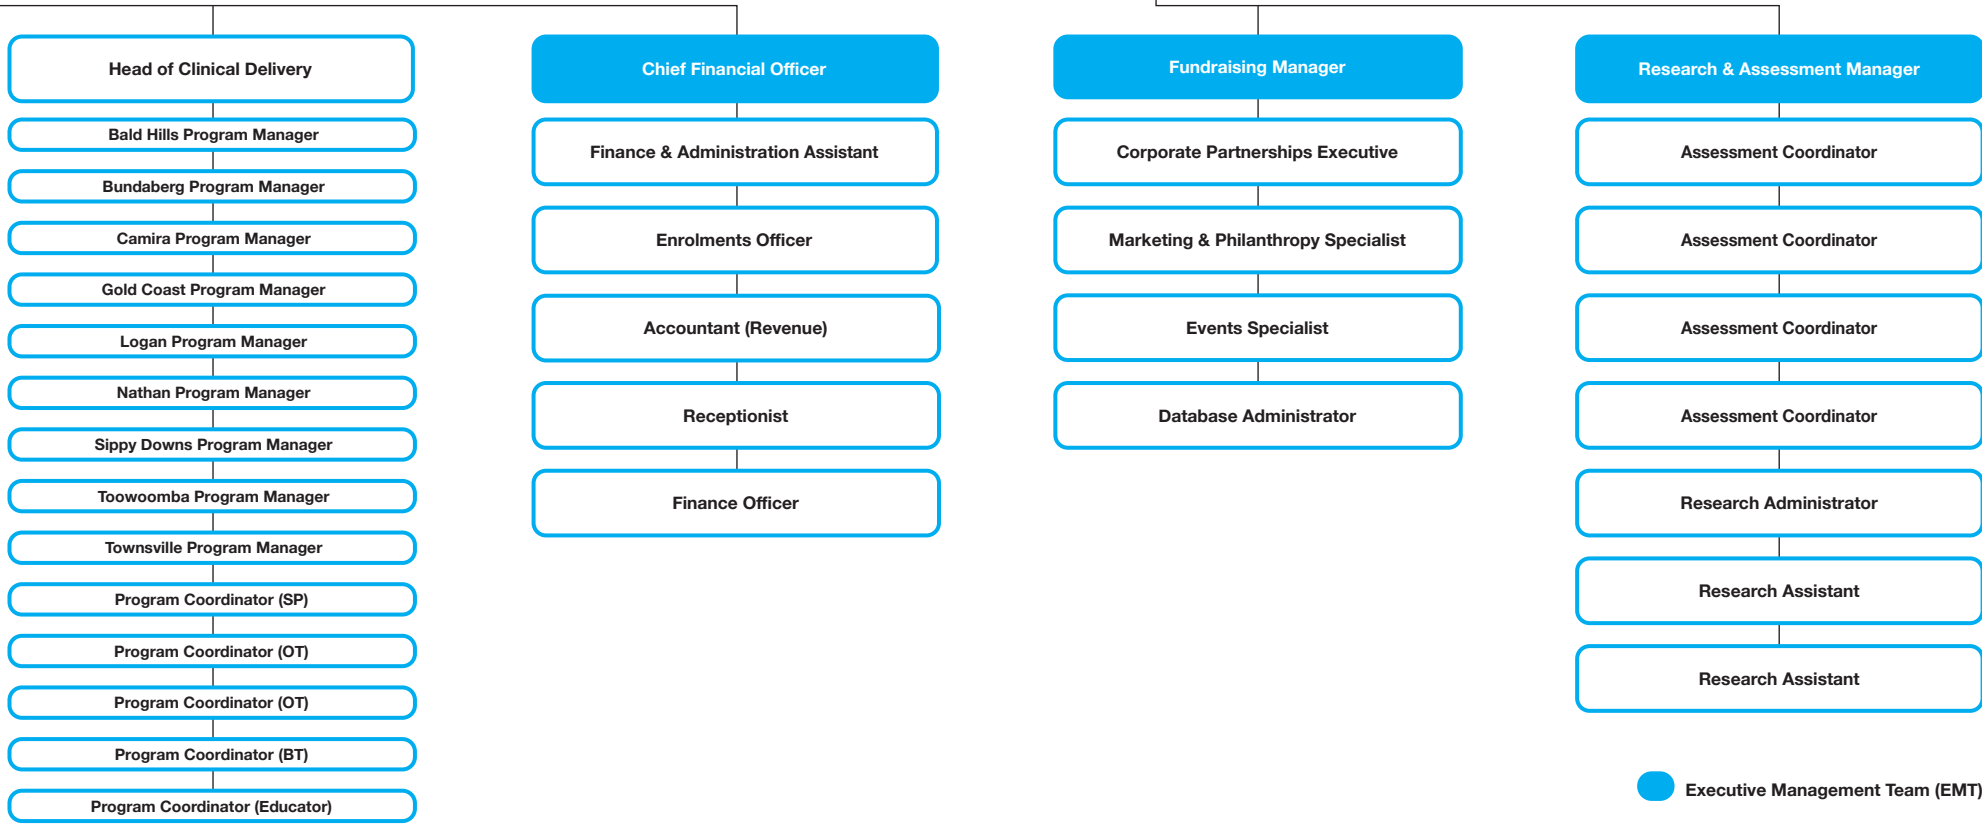 Head of Clinical Delivery
Bald Hills Program Manager
Bundaberg Program Manager
Camira Program Manager
Gold Coast Program Manager
Logan Program Manager
Nathan Program Manager
Sippy Downs Program Manager
Toowoomba Program Manager
Townsville Program Manager
Program Coordinator (SP)
Program Coordinator (OT)
Program Coordinator (OT)
Program Coordinator (BT)
Program Coordinator (Educator)
Chief Financial Officer
Finance & Administration Assistant
Enrolments Officer
Accountant (Revenue)
Receptionist
Finance Officer
Fundraising Manager
Corporate Partnerships Executive
Marketing & Philanthropy Specialist
Events Specialist
Database Administrator
Research & Assessment Manager
Assessment Coordinator
Assessment Coordinator
Assessment Coordinator
Assessment Coordinator
Research Administrator
Research Assistant
Research Assistant
Executive Management Team (EMT)